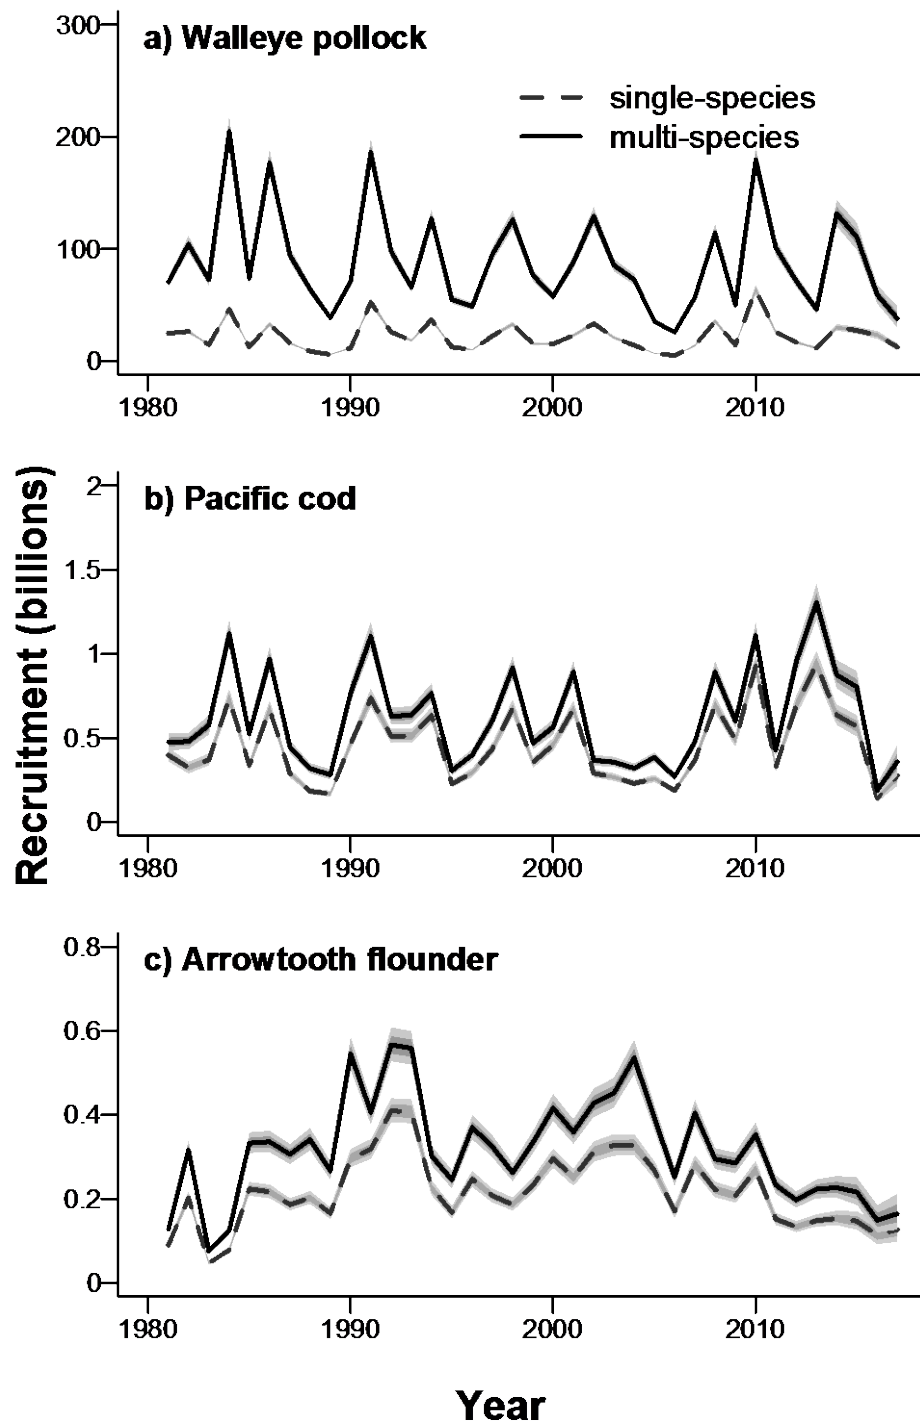 300
a) Walleye pollock
single-species
multi-species
200
100
0
1980 1990 2000 2010
Recruitment (billions)
2
b) Pacific cod
1.5
1
0.5
0
1980 1990 2000 2010
0.8
c) Arrowtooth flounder
0.6
0.4
0.2
0
1980 1990 2000 2010
Year